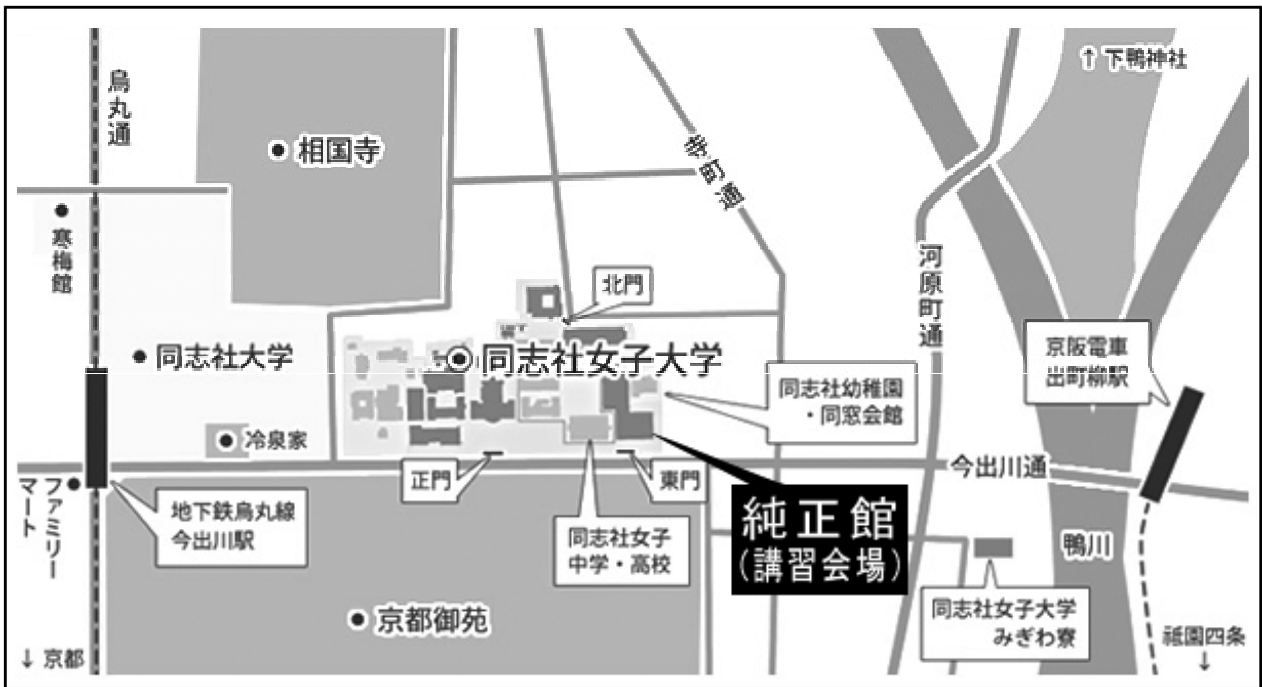 ↑ 下鴨神社
烏丸通
相国寺
寺町通
寒梅館
河原町通
北門
京阪電車
出町柳駅
同志社大学
同志社女子大学
同志社幼稚園
・同窓会館
冷泉家
今出川通
正門
東門
ファミリー
マート
地下鉄烏丸線
今出川駅
純正館
(講習会場)
同志社女子
中学・高校
鴨川
同志社女子大学
みぎわ寮
京都御苑
祗園四条
↓
↓ 京都